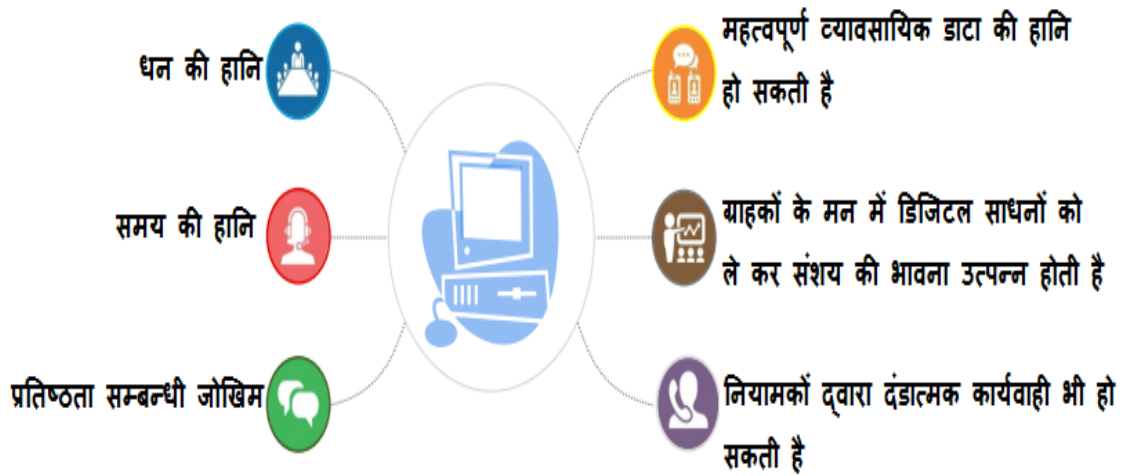 धन की हानि
समय की हानि
प्रतिष्ठता सम्बन्धी जोखिम
महत्वपूर्ण व्यावसायिक डाटा की हानि
हो सकती है
ग्राहकों के मन में डिजिटल साधनों को
ले कर संशय की भावना उत्पन्न होती है
नियामकों द्वारा दंडात्मक कार्यवाही भी हो
सकती है